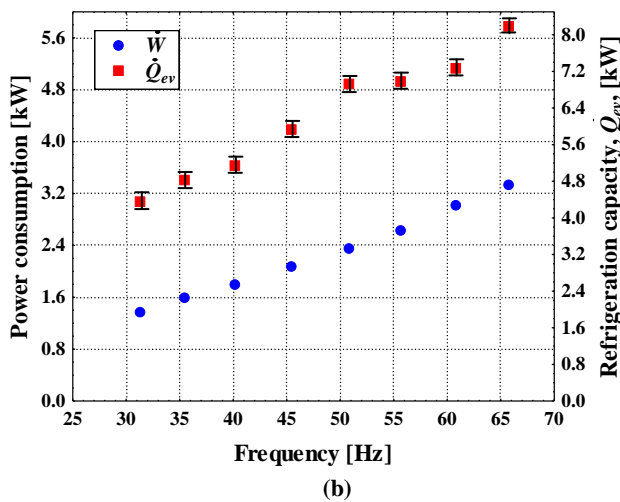 5.6
4.8
4.0
3.2
2.4
1.6
0.8
0.0
Power consumption [kW]
Ẇ
Q̇ev
8.0
7.2
6.4
5.6
4.8
4.0
3.2
2.4
1.6
0.8
0.0
Refrigeration capacity, Q̇ev, [kW]
25 30 35 40 45 50 55 60 65 70
Frequency [Hz]
(b)